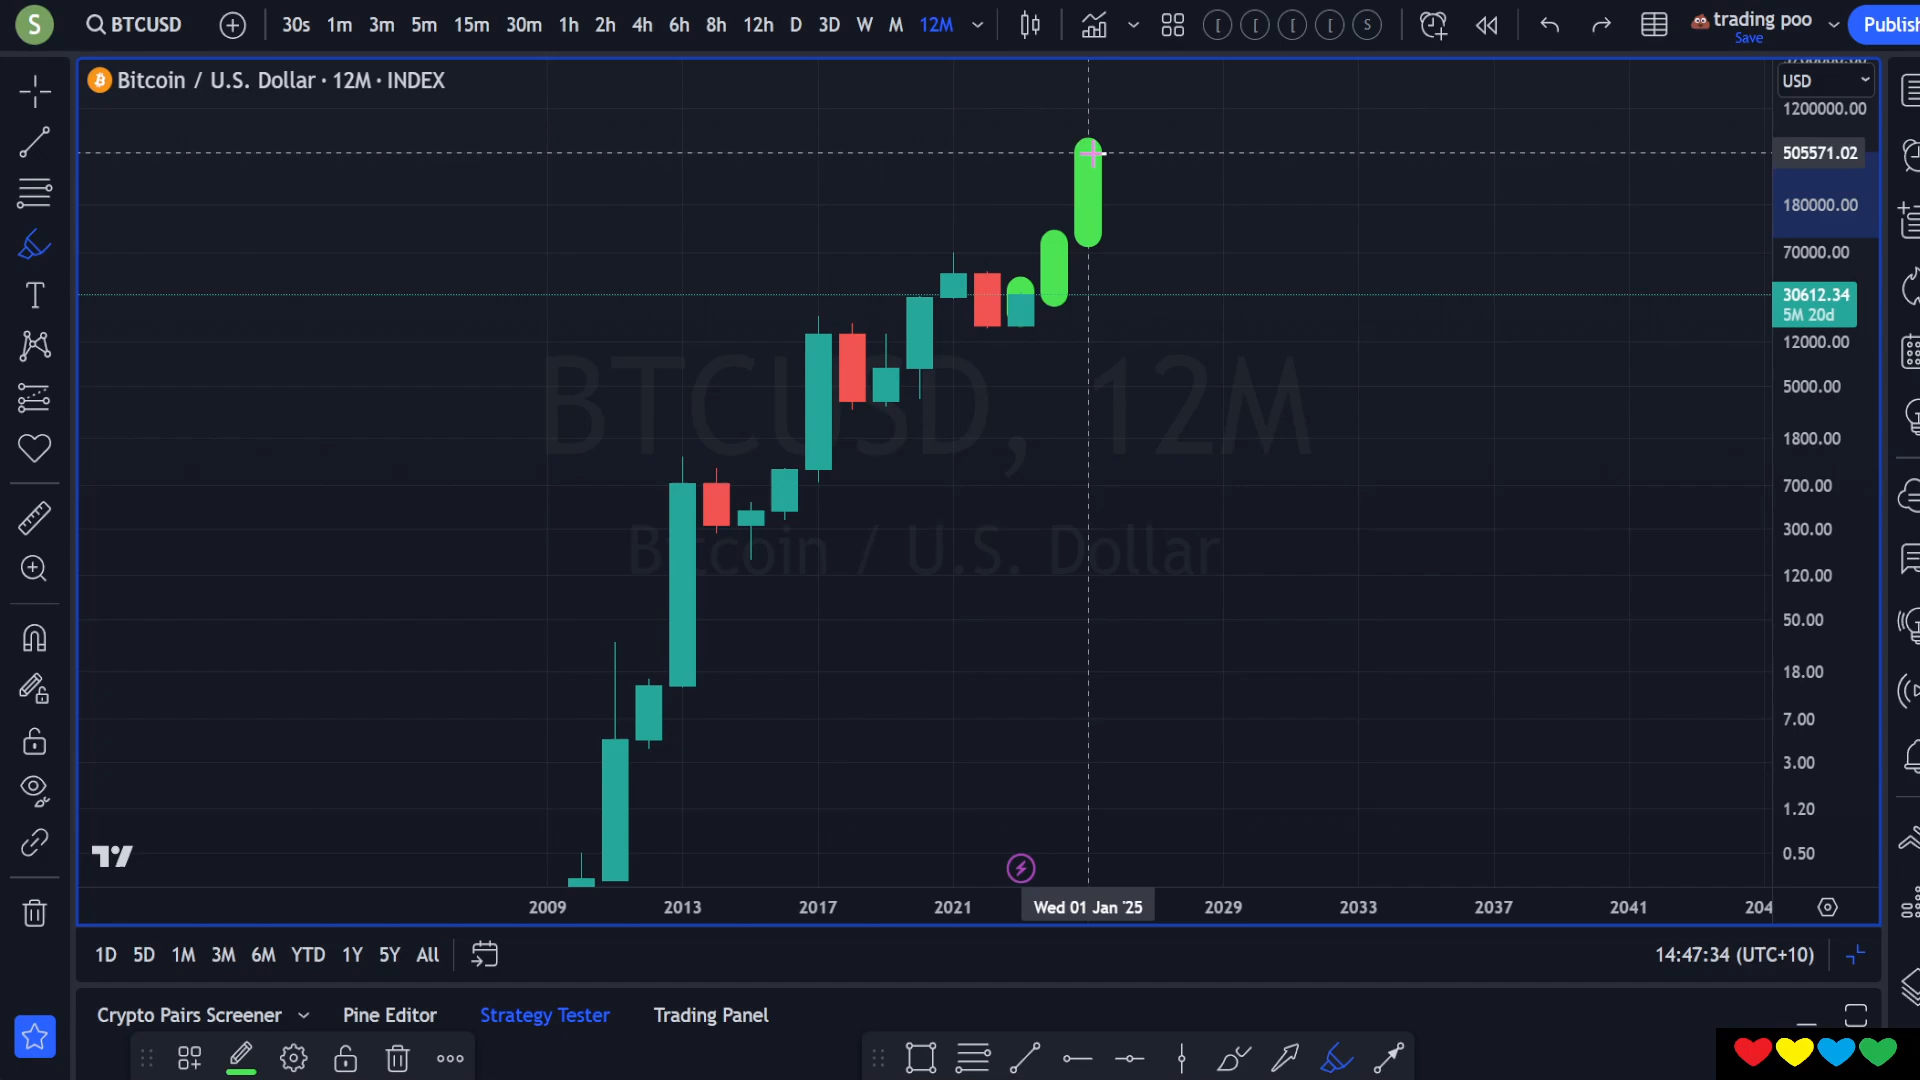 S
BTCUSD
30s 1m 3m 5m 15m 30m 1h 2h 4h 6h 8h 12h D 3D W M 12M
[ [ [ [ S
trading poo
Save
Publish
Bitcoin / U.S. Dollar · 12M · INDEX
USD
1200000.00
505571.02
180000.00
70000.00
30612.34
5M 20d
12000.00
5000.00
1800.00
700.00
300.00
120.00
50.00
18.00
7.00
3.00
1.20
0.50
BTCUSD, 12M
Bitcoin / U.S. Dollar
2009 2013 2017 2021 Wed 01 Jan '25 2029 2033 2037 2041 204
1D 5D 1M 3M 6M YTD 1Y 5Y All
14:47:34 (UTC+10)
Crypto Pairs Screener Pine Editor Strategy Tester Trading Panel